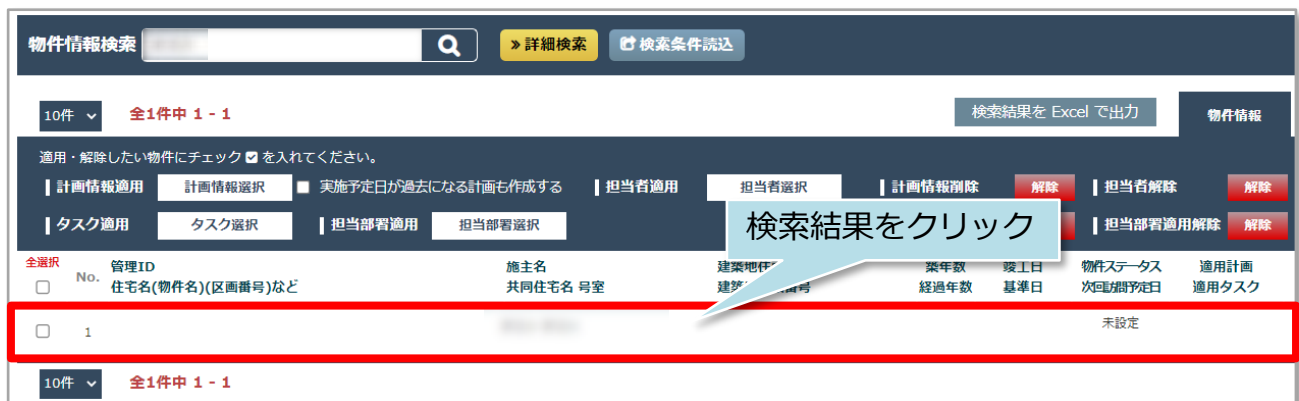 物件情報検索 » 詳細検索 検索条件読込
10件 全1件中 1 - 1 検索結果を Excel で出力 物件情報
適用・解除したい物件にチェック を入れてください。
計画情報適用 計画情報選択 実施予定日が過去になる計画も作成する 担当者適用 担当者選択 計画情報削除 解除 担当者解除 解除
タスク適用 タスク選択 担当部署適用 担当部署選択 担当部署適用解除 解除
検索結果をクリック
全選択 No. 管理ID 施主名 築年数 竣工日 物件ステータス 適用計画
住宅名(物件名)(区画番号)など 共同住宅名 号室 経過年数 基準日 次回訪問予定日 適用タスク
1 未設定
10件 全1件中 1 - 1